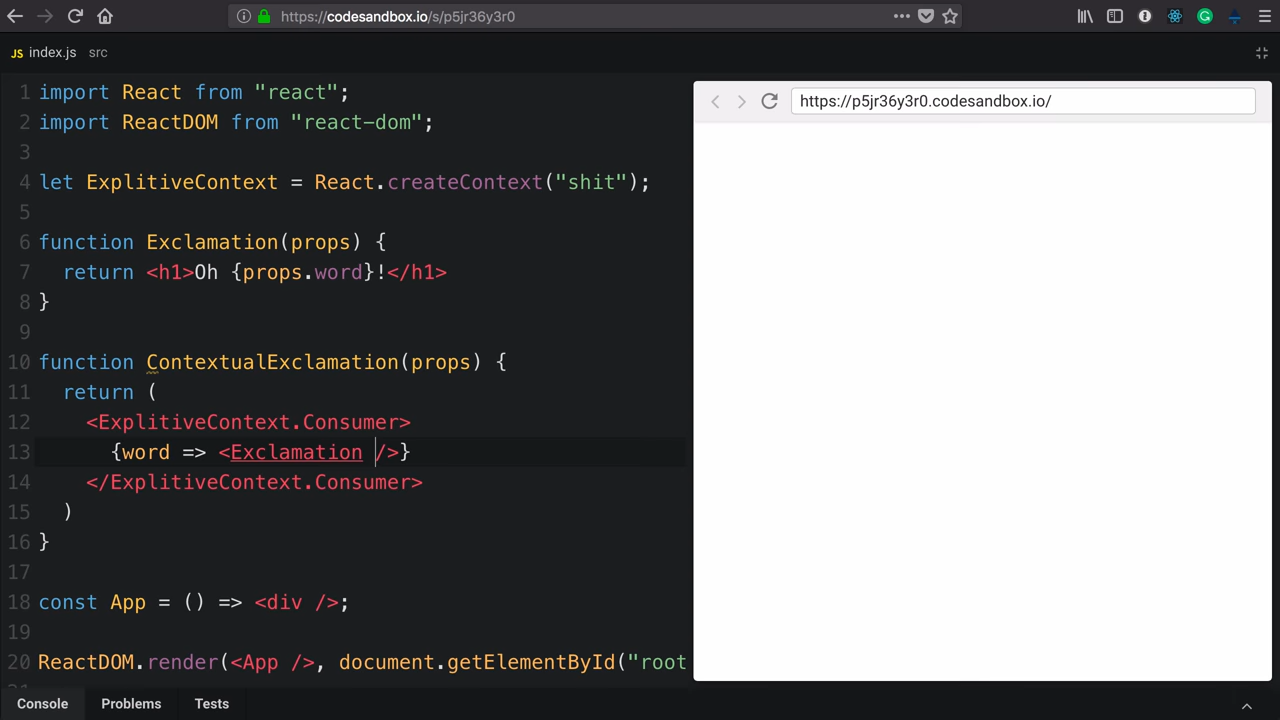 https://codesandbox.io/s/p5jr36y3r0
JS index.js src
1 import React from "react";
2 import ReactDOM from "react-dom";
3
4 let ExplitiveContext = React.createContext("shit");
5
6 function Exclamation(props) {
7 return <h1>Oh {props.word}!</h1>
8 }
9
10 function ContextualExclamation(props) {
11 return (
12 <ExplitiveContext.Consumer>
13 {word => <Exclamation />}
14 </ExplitiveContext.Consumer>
15 )
16 }
17
18 const App = () => <div />;
19
20 ReactDOM.render(<App />, document.getElementById("root
https://p5jr36y3r0.codesandbox.io/
Console Problems Tests